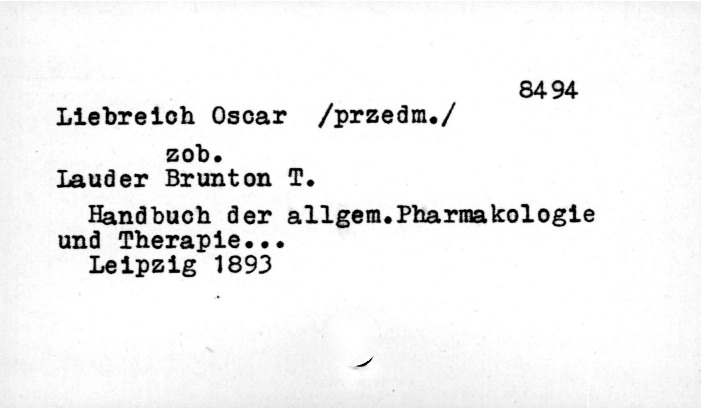 8494
Liebreich Oscar /przedm./
zob.
Lauder Brunton T.
Handbuch der allgem.Pharmakologie
und Therapie...
Leipzig 1893